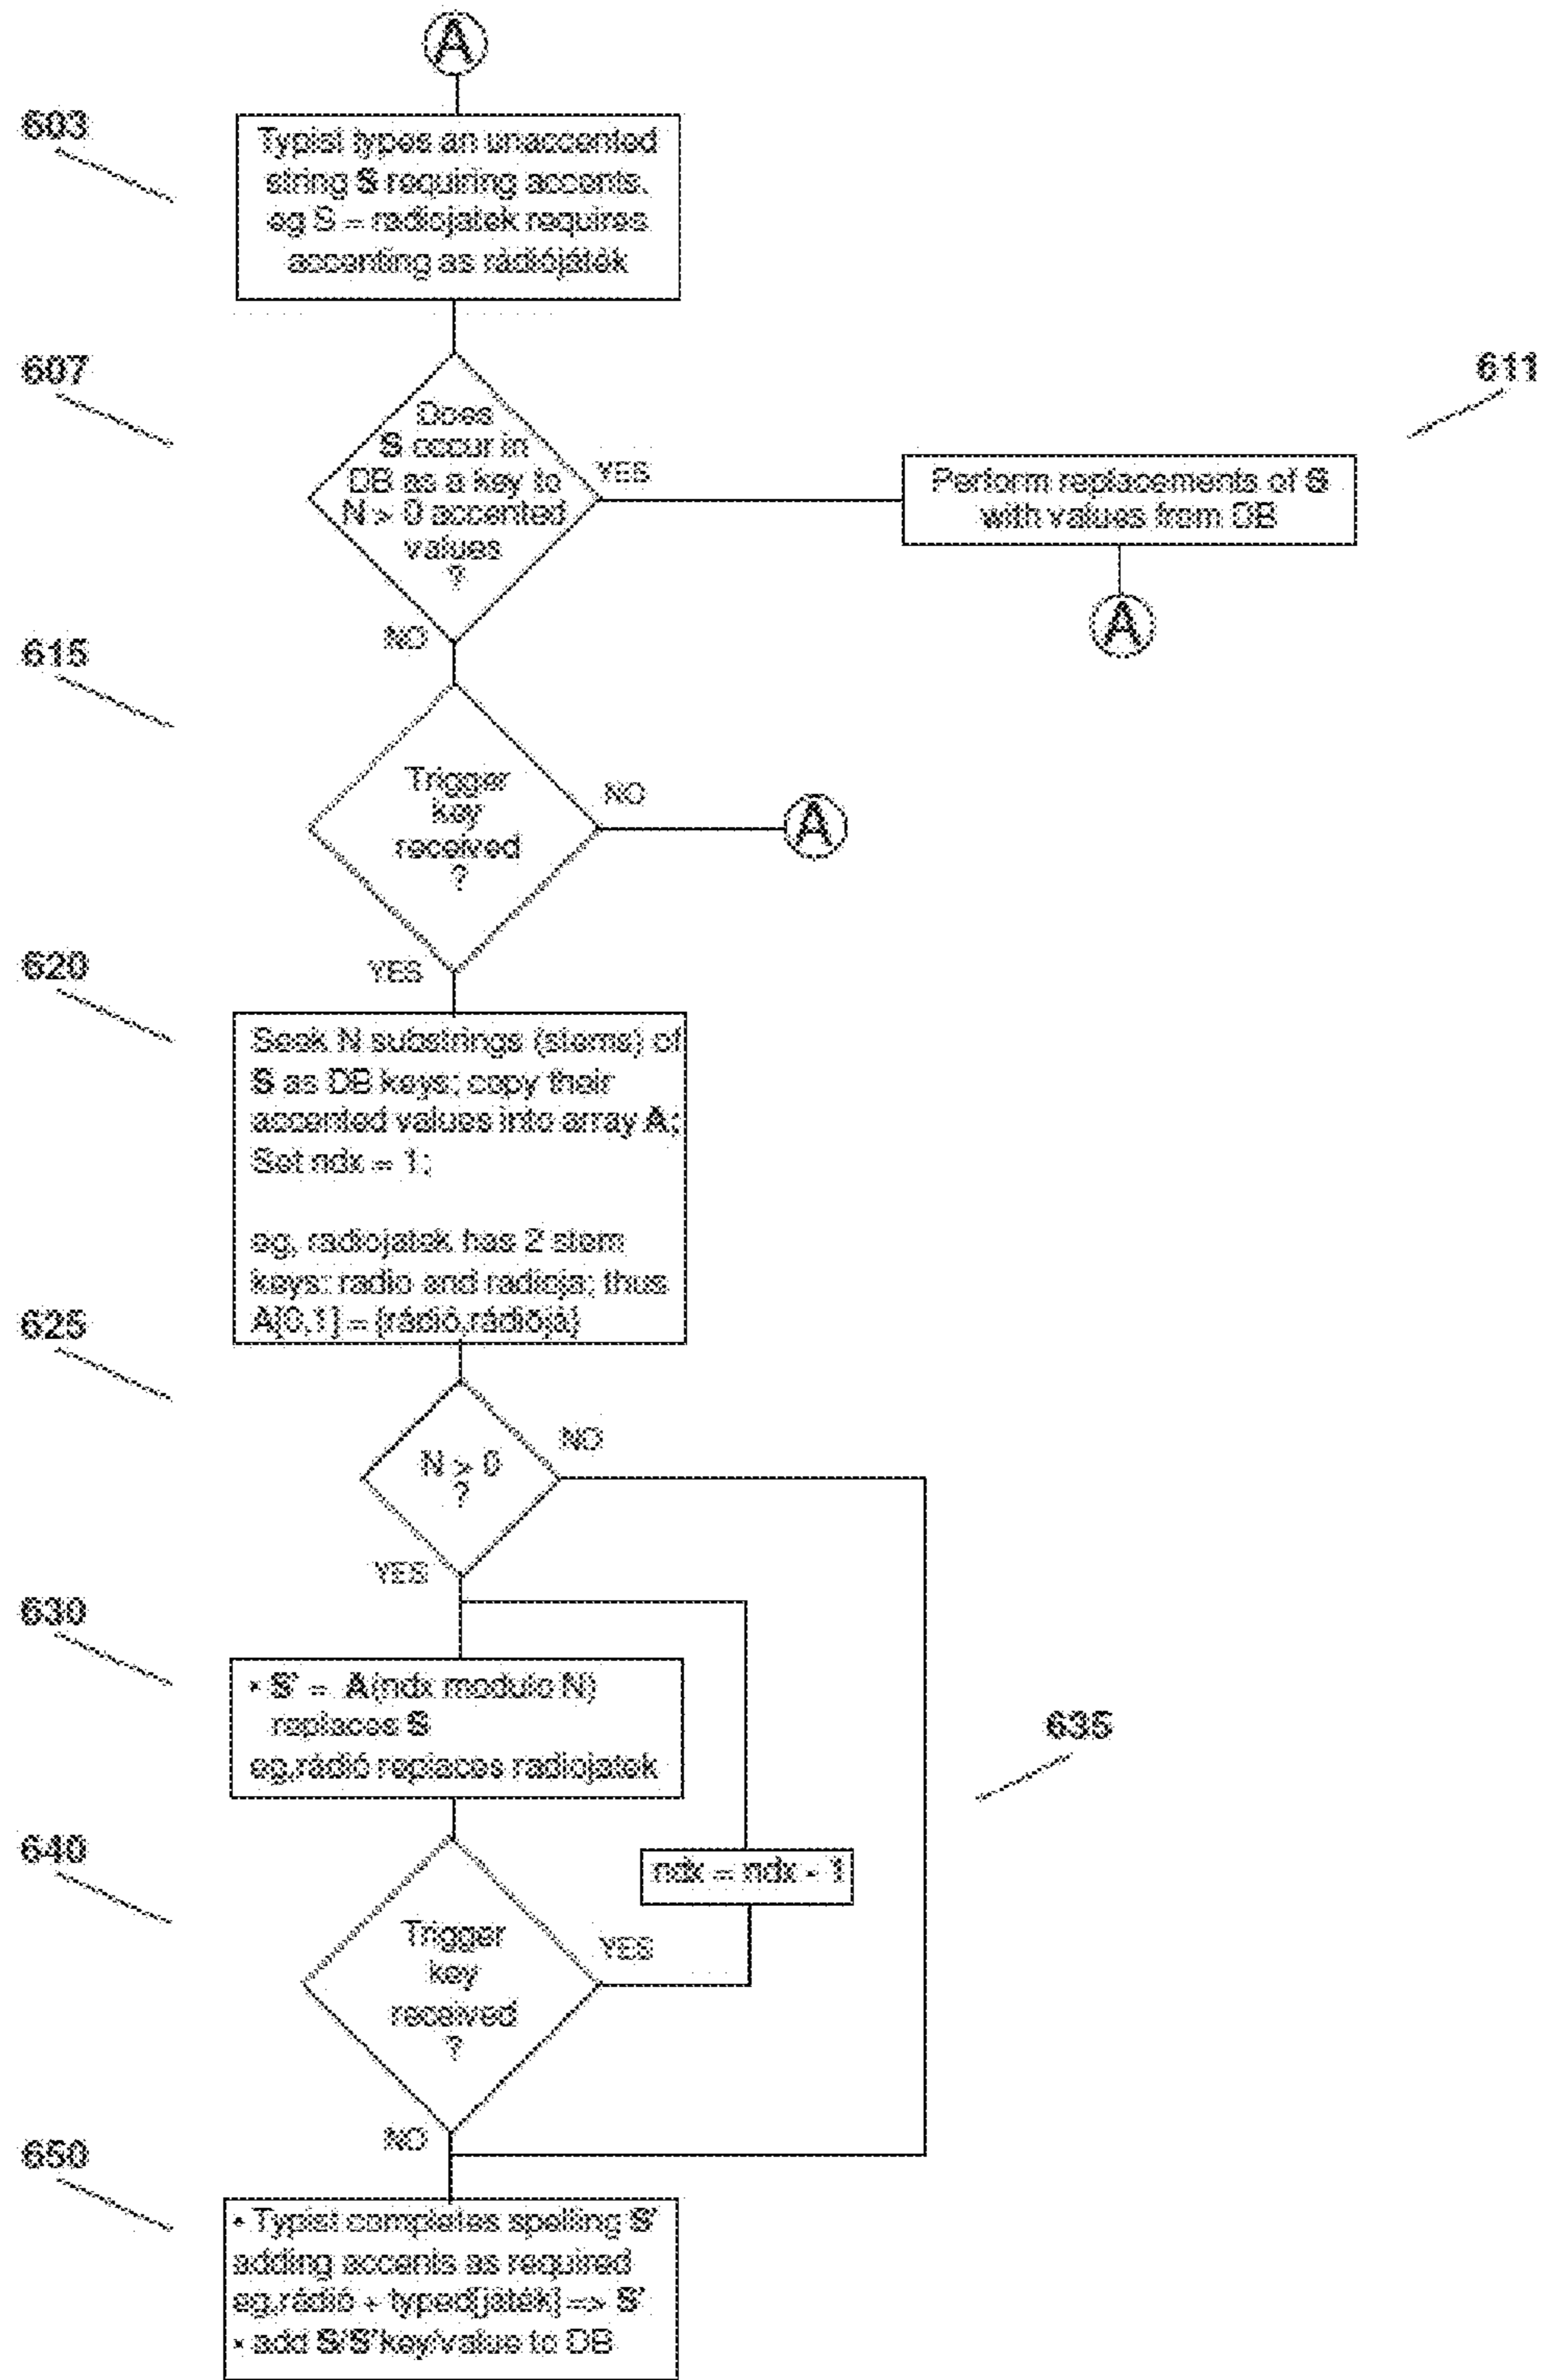 A
603
Typist types an unaccented
string S requiring accents.
eg S = radiojatek requires
accenting as rádiójáték
607
Does
S occur in
DB as a key to
N > 0 accented
values
?
YES
611
Perform replacements of S
with values from DB
A
NO
615
Trigger
key
received
?
NO
A
YES
620
Seek N substrings (stems) of
S as DB keys; copy their
accented values into array A;
Set ndx = 1;
eg, radiojatek has 2 stem
keys: radio and radioja; thus
A[0,1] = {rádió,rádiójá}
625
N > 0
?
NO
YES
630
• S' = A(ndx modulo N)
replaces S
eg,rádió replaces radiojatek
635
640
ndx = ndx - 1
Trigger
key
received
?
YES
NO
650
• Typist completes spelling S'
adding accents as required
eg,rádió + typed[játék] => S'
• add S/S' key/value to DB